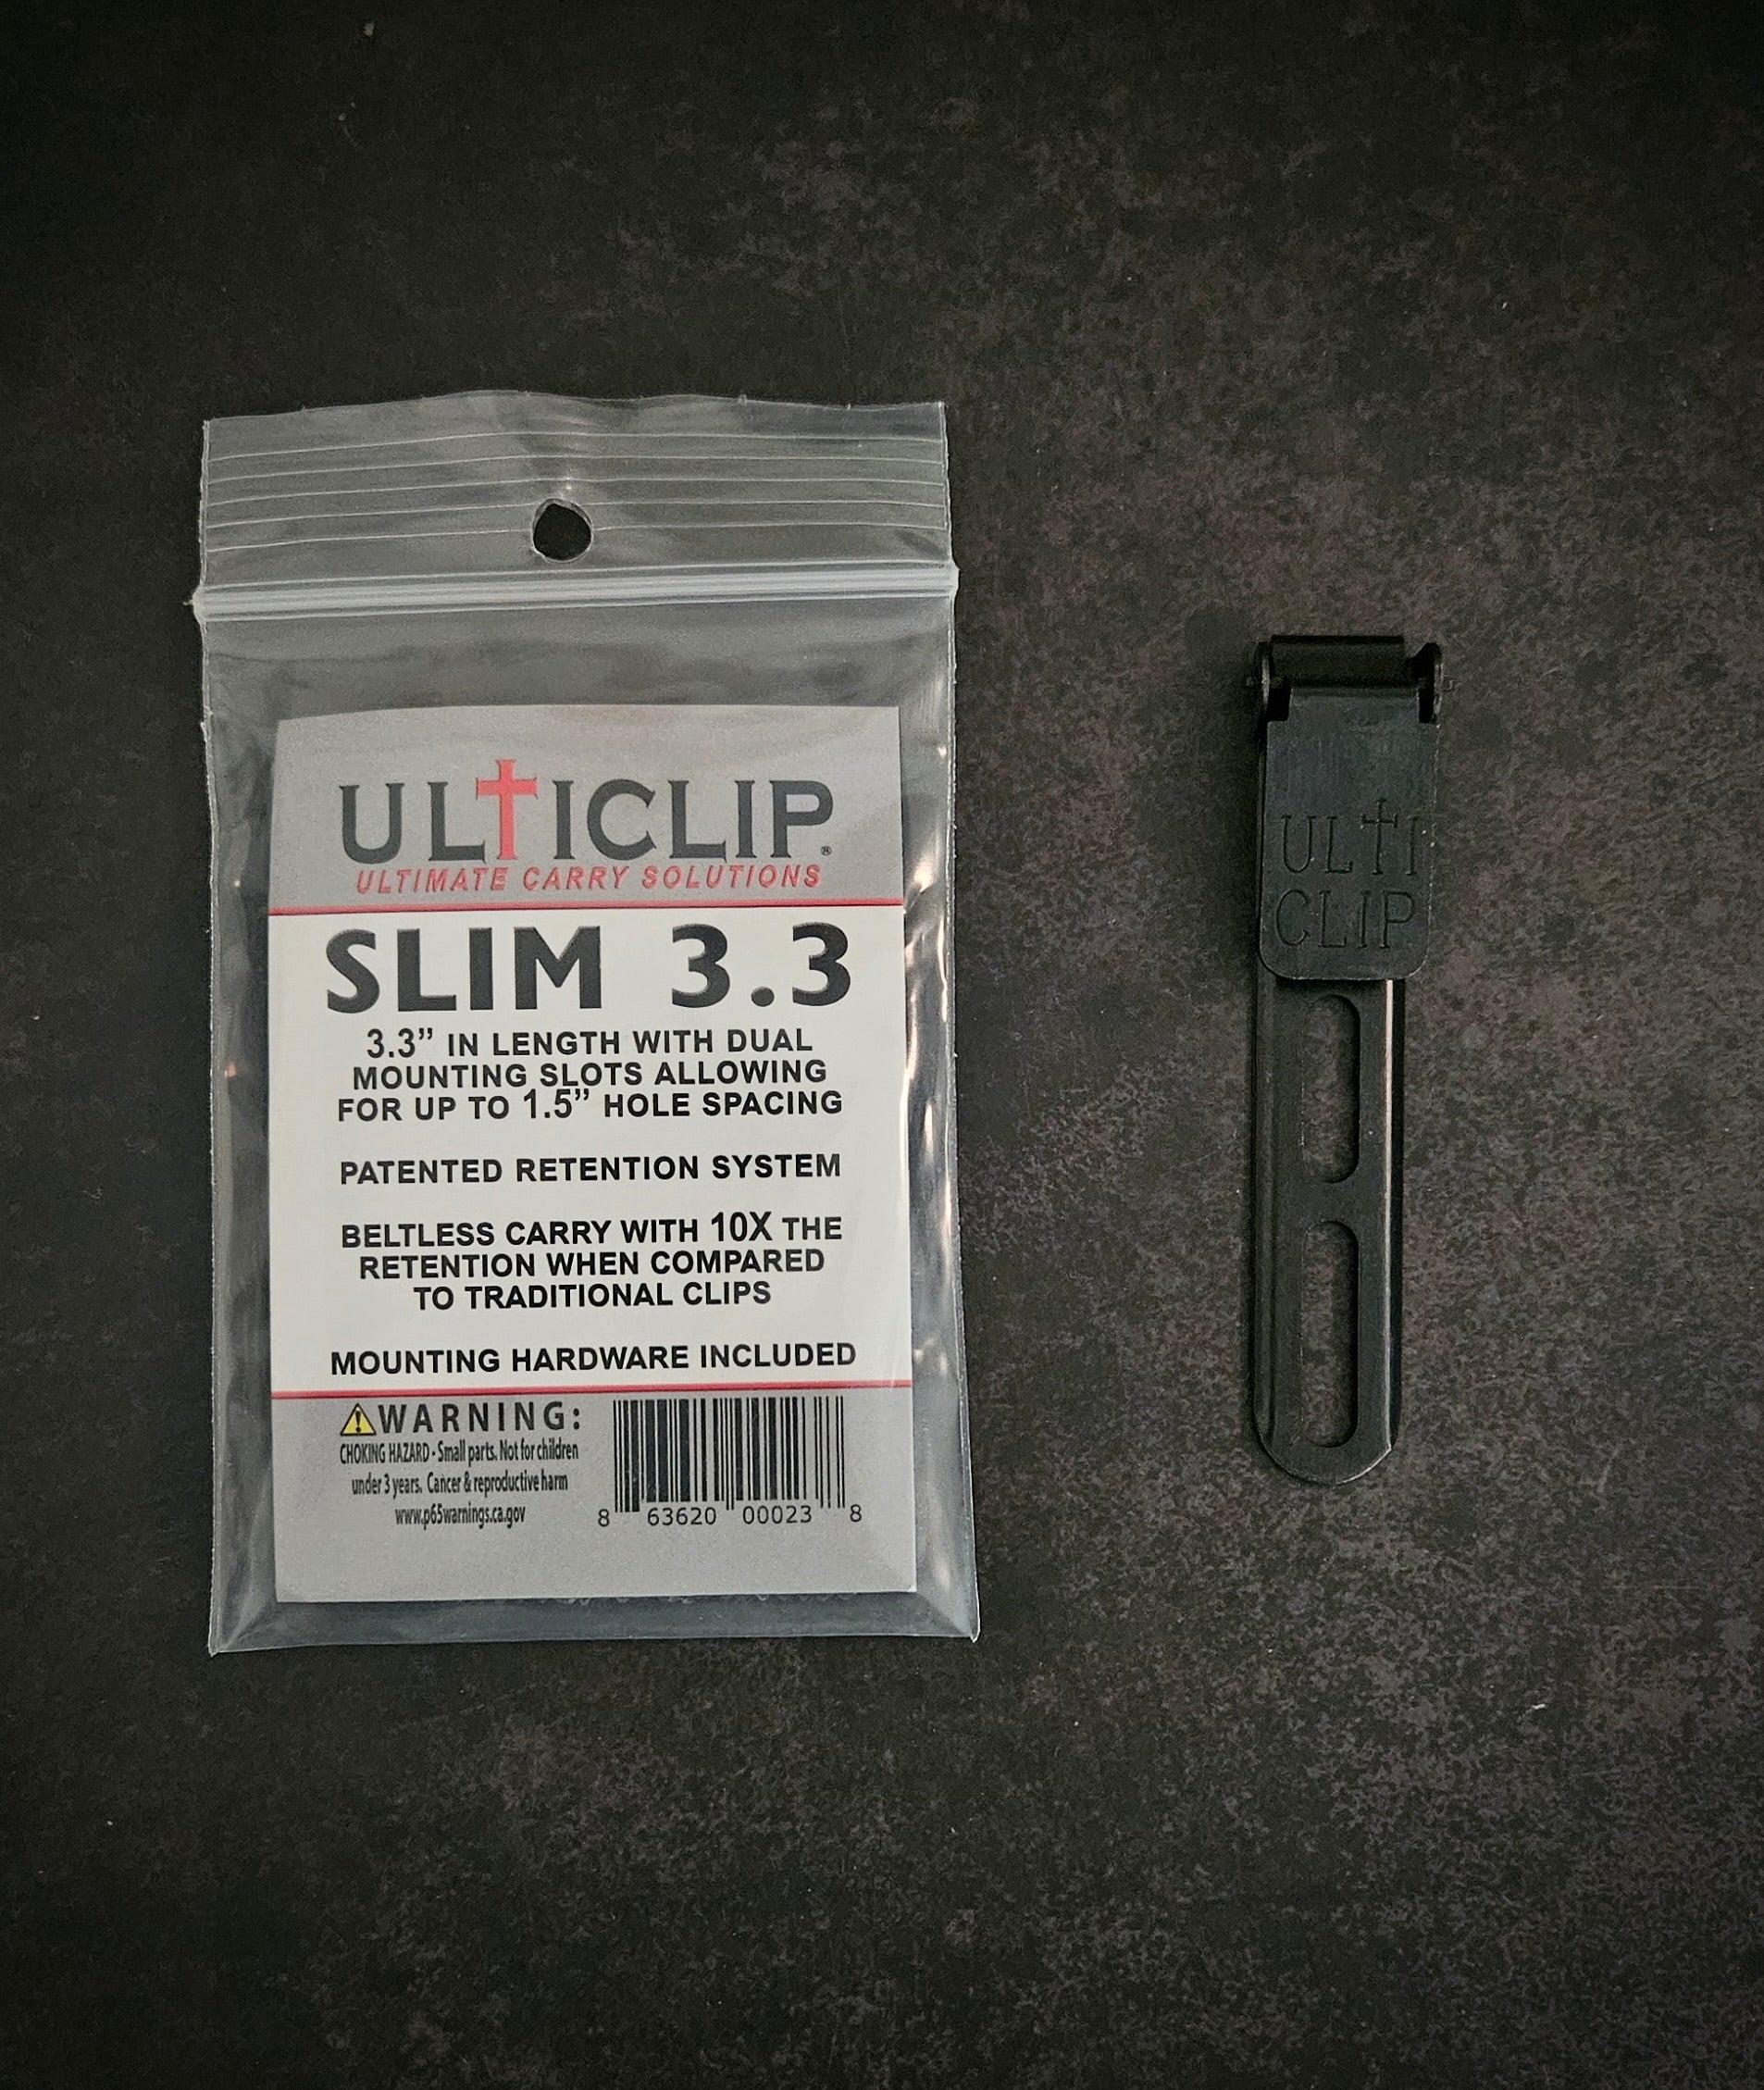 ULTICLIP®
ULTIMATE CARRY SOLUTIONS
SLIM 3.3
3.3” IN LENGTH WITH DUAL
MOUNTING SLOTS ALLOWING
FOR UP TO 1.5” HOLE SPACING
PATENTED RETENTION SYSTEM
BELTLESS CARRY WITH 10X THE
RETENTION WHEN COMPARED
TO TRADITIONAL CLIPS
MOUNTING HARDWARE INCLUDED
WARNING:
CHOKING HAZARD - Small parts. Not for children
under 3 years. Cancer & reproductive harm
www.p65warnings.ca.gov
8 63620 00023 8
ULTI
CLIP